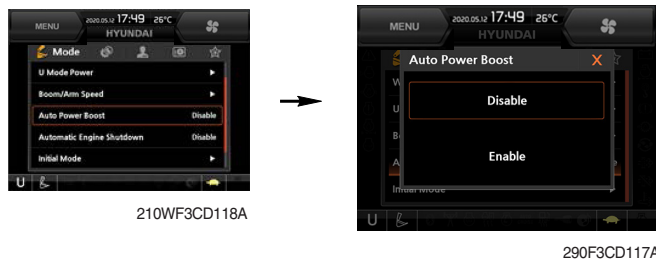 MENU
2020.05.12 17:49 26°C
HYUNDAI
Mode
U Mode Power
Boom/Arm Speed
Auto Power Boost Disable
Automatic Engine Shutdown Disable
Initial Mode
U
210WF3CD118A
MENU
2020.05.12 17:49 26°C
HYUNDAI
Auto Power Boost X
Disable
Enable
W
U
B
A
Initial Mode
U
290F3CD117A